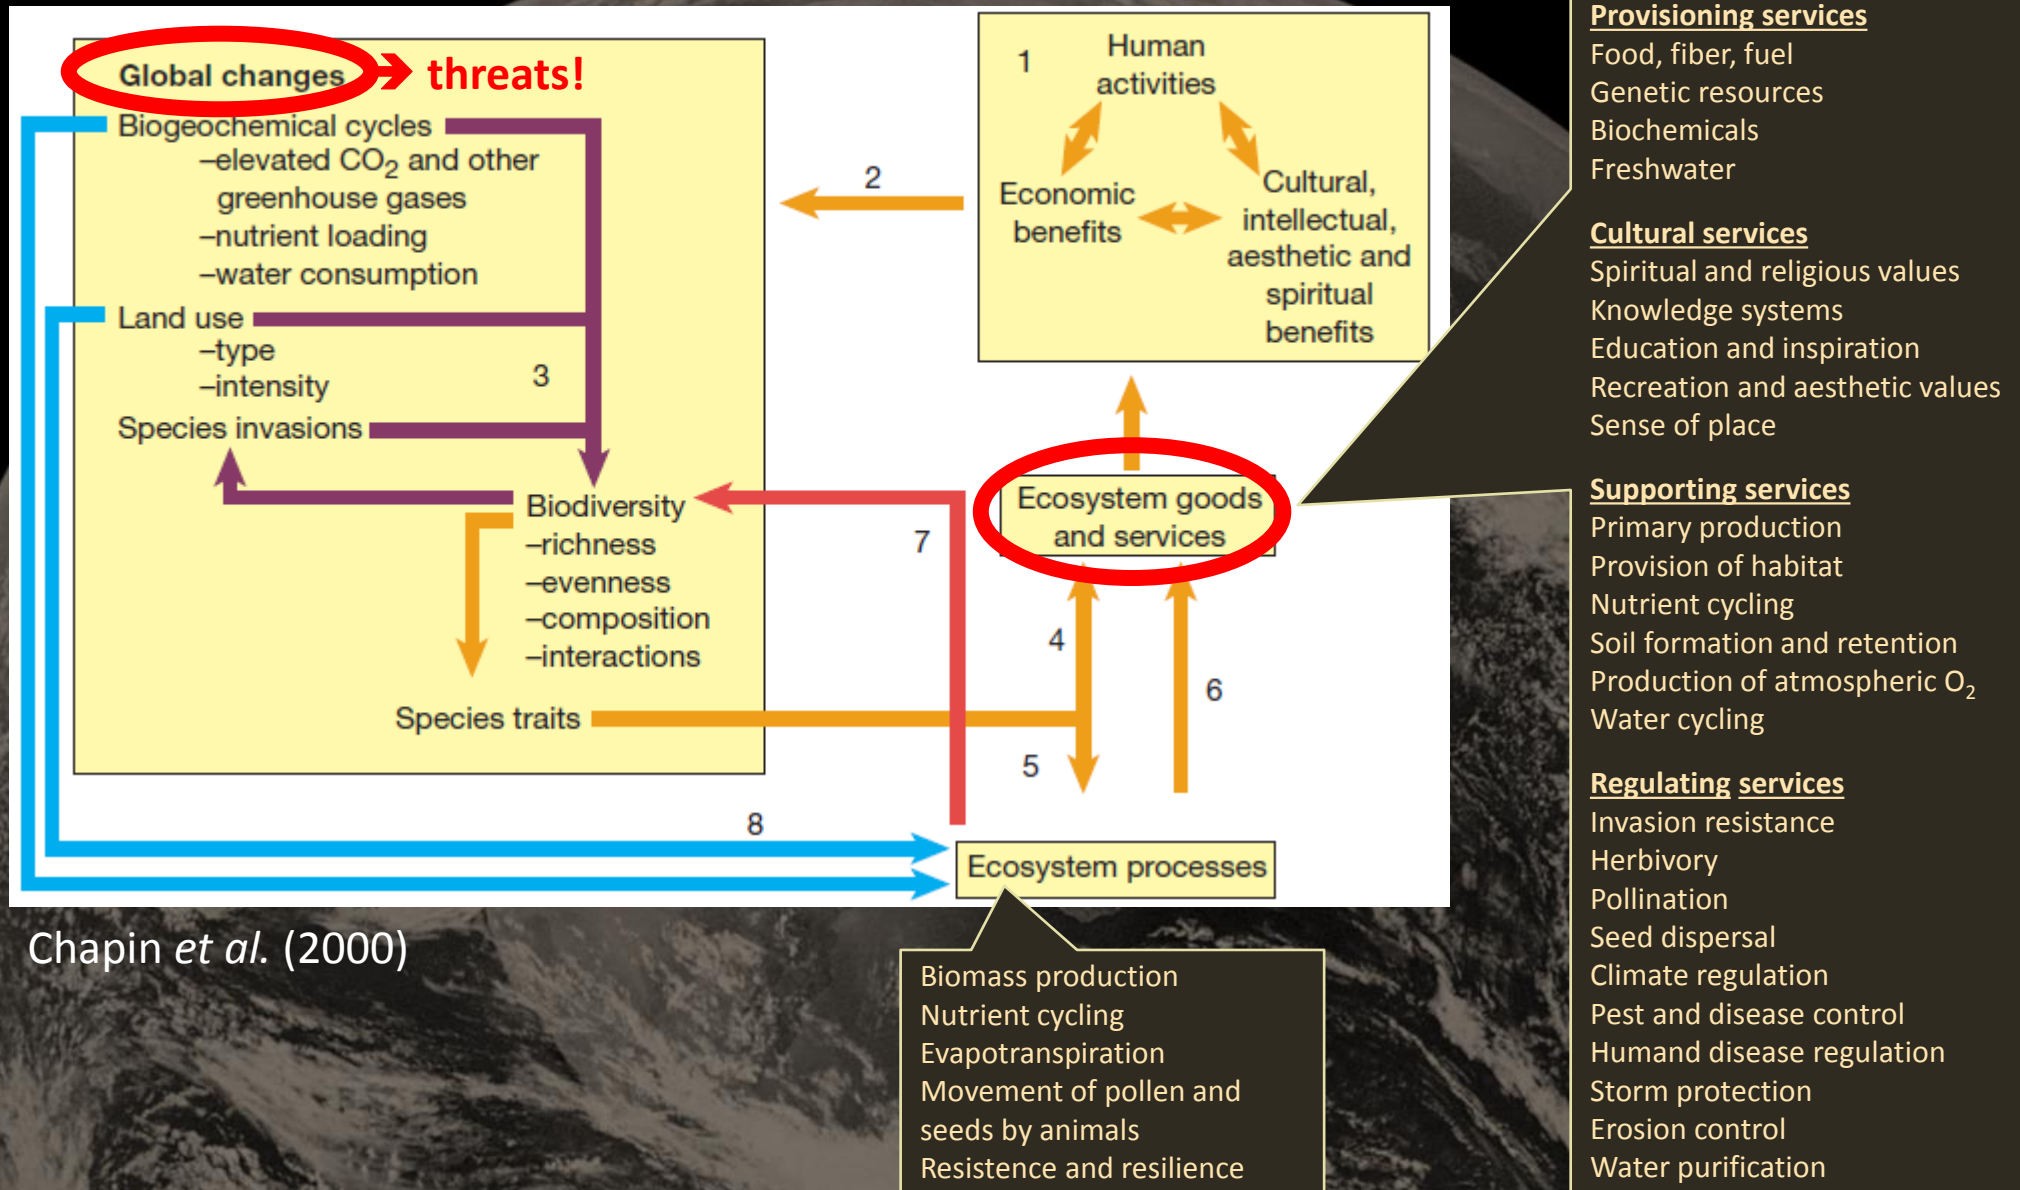 Global changes → threats!
Biogeochemical cycles
–elevated CO₂ and other
greenhouse gases
–nutrient loading
–water consumption
Land use
–type
–intensity
3
Species invasions
Biodiversity
–richness
–evenness
–composition
–interactions
Species traits
2
1
Human
activities
Economic
benefits
Cultural,
intellectual,
aesthetic and
spiritual
benefits
Ecosystem goods
and services
7
4
6
5
8
Ecosystem processes
Chapin et al. (2000)
Biomass production
Nutrient cycling
Evapotranspiration
Movement of pollen and
seeds by animals
Resistence and resilience
Provisioning services
Food, fiber, fuel
Genetic resources
Biochemicals
Freshwater
Cultural services
Spiritual and religious values
Knowledge systems
Education and inspiration
Recreation and aesthetic values
Sense of place
Supporting services
Primary production
Provision of habitat
Nutrient cycling
Soil formation and retention
Production of atmospheric O₂
Water cycling
Regulating services
Invasion resistance
Herbivory
Pollination
Seed dispersal
Climate regulation
Pest and disease control
Humand disease regulation
Storm protection
Erosion control
Water purification